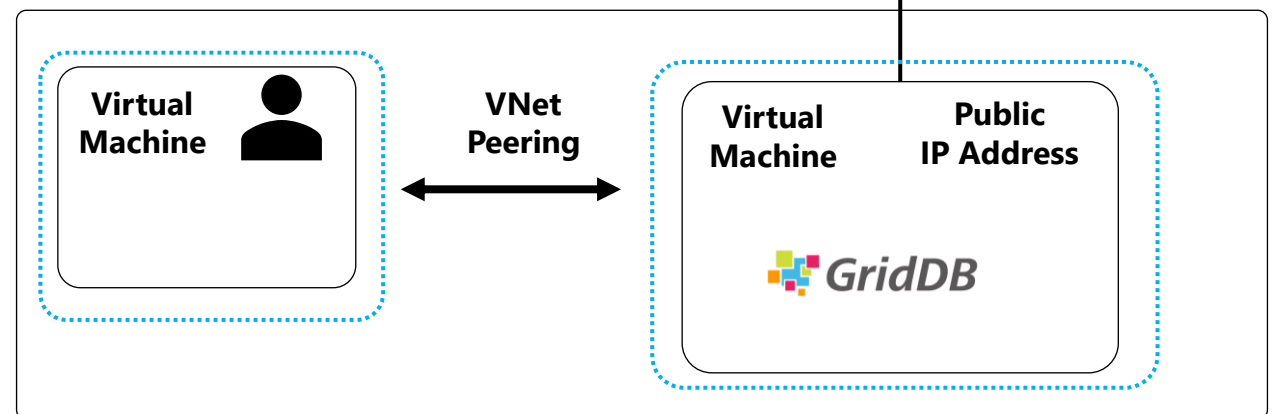 Virtual
Machine
VNet
Peering
Virtual
Machine
Public
IP Address
GridDB